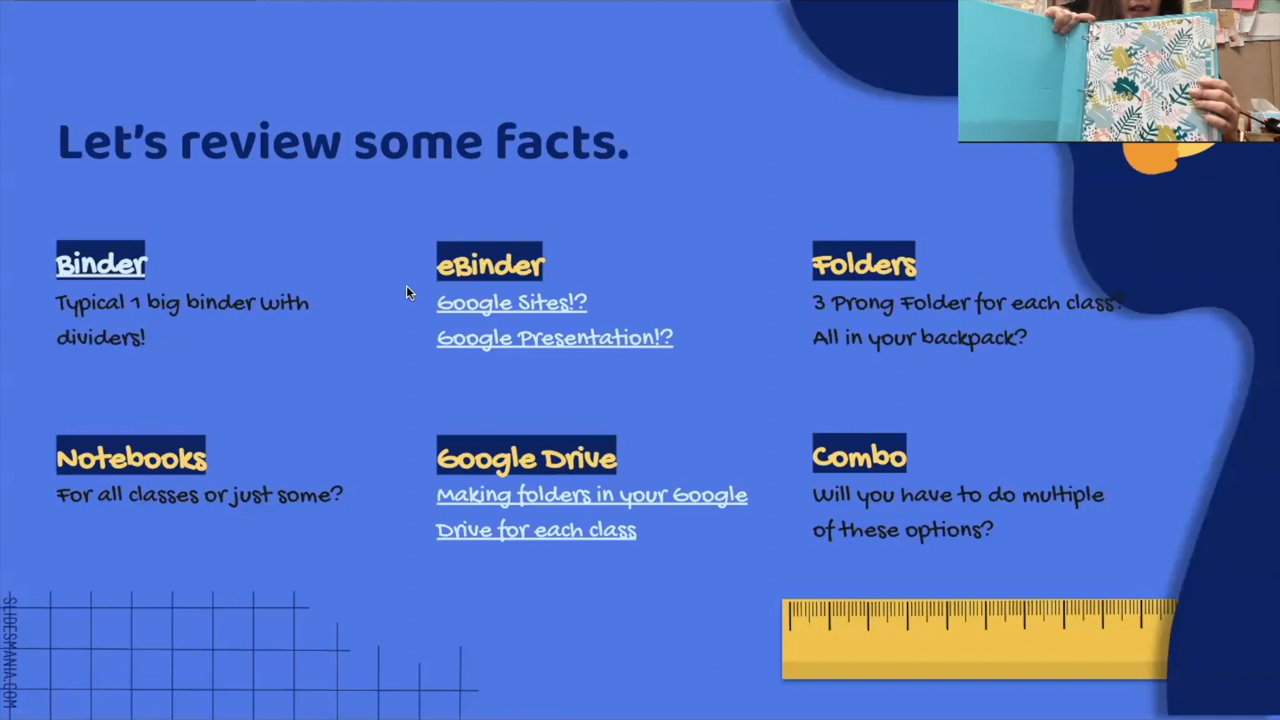 Let's review some facts.
Binder
Typical 1 big binder with
dividers!
eBinder
Google Sites!?
Google Presentation!?
Folders
3 Prong Folder for each class?
All in your backpack?
Notebooks
For all classes or just some?
Google Drive
Making folders in your Google
Drive for each class
Combo
Will you have to do multiple
of these options?
SLIDESMANIA.COM